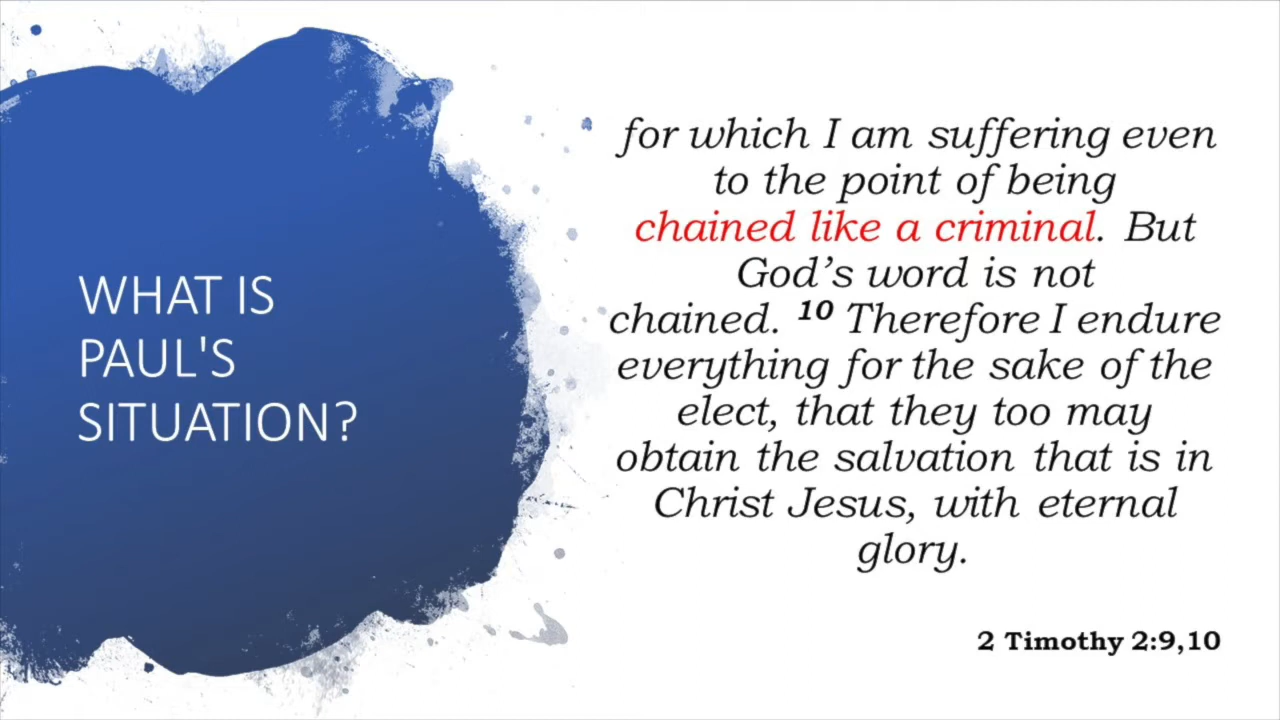 WHAT IS
PAUL'S
SITUATION?
for which I am suffering even
to the point of being
chained like a criminal. But
God’s word is not
chained. 10 Therefore I endure
everything for the sake of the
elect, that they too may
obtain the salvation that is in
Christ Jesus, with eternal
glory.
2 Timothy 2:9,10